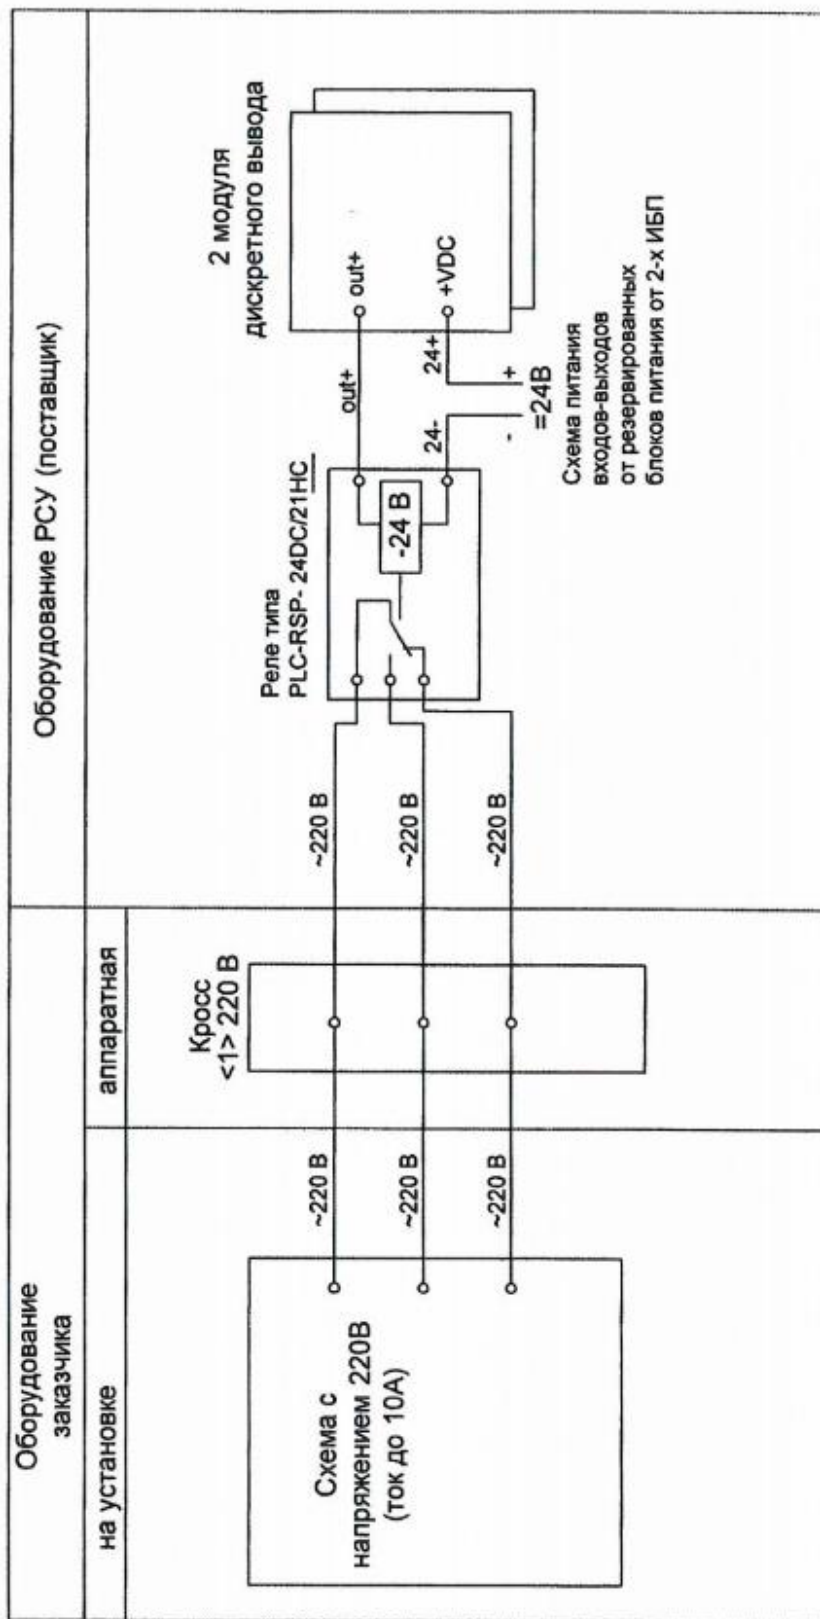 Оборудование
заказчика
Оборудование РСУ (поставщик)
на установке
аппаратная
Схема с
напряжением 220В
(ток до 10А)
~220 В
~220 В
~220 В
Кросс
<1> 220 В
~220 В
~220 В
~220 В
Реле типа
PLC-RSP- 24DC/21HC
-24 В
out+
24-
24+
-
+
=24В
Схема питания
входов-выходов
от резервированных
блоков питания от 2-х ИБП
2 модуля
дискретного вывода
out+
+VDC